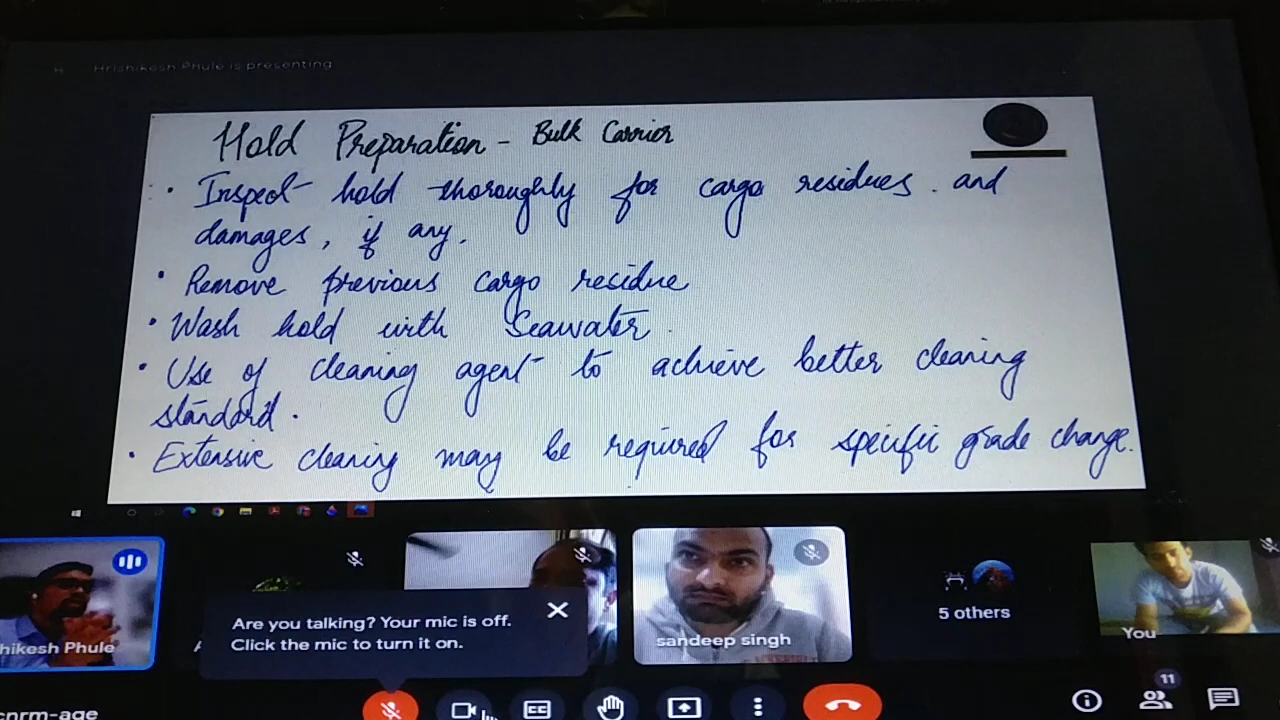 Hrishikesh Phule is presenting
Hold Preparation - Bulk Carrier
• Inspect hold thoroughly for cargo residues . and
damages, if any.
• Remove previous cargo residue
• Wash hold with Seawater.
• Use of cleaning agent to achieve better cleaning
standard.
• Extensive cleaning may be required for specific grade change.
Are you talking? Your mic is off.
Click the mic to turn it on.
hikesh Phule
sandeep singh
5 others
You
11
cnrm-age